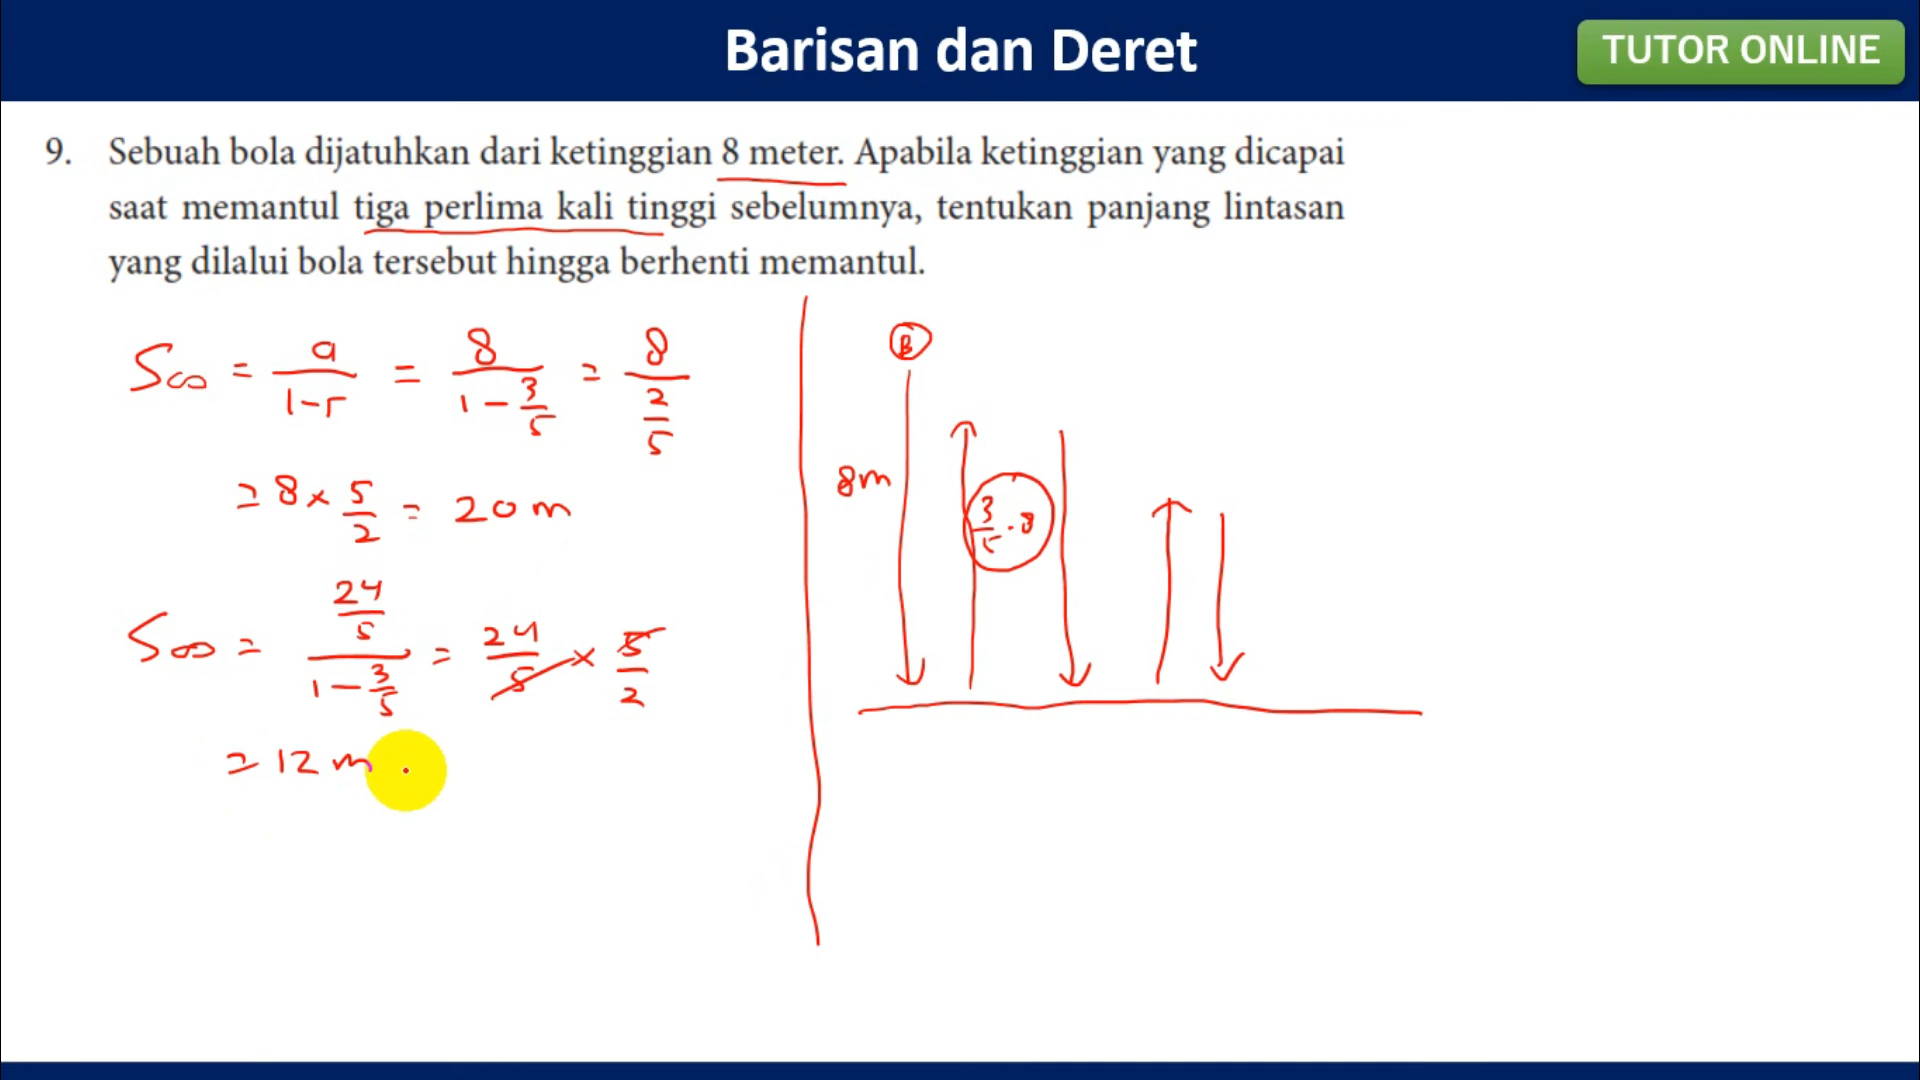 Barisan dan Deret
TUTOR ONLINE
9. Sebuah bola dijatuhkan dari ketinggian 8 meter. Apabila ketinggian yang dicapai
saat memantul tiga perlima kali tinggi sebelumnya, tentukan panjang lintasan
yang dilalui bola tersebut hingga berhenti memantul.
S∞ = a/(1-r) = 8/(1-3/5) = 8/(2/5)
= 8 × 5/2 = 20 m
S∞ = (24/5)/(1-3/5) = 24/5 × 5/2
= 12 m
B
8m
3/5 . 8